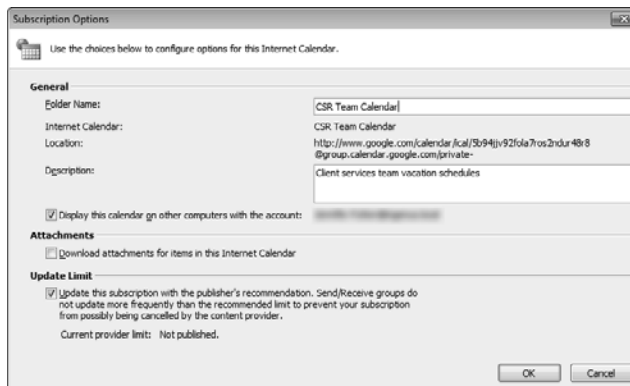 Subscription Options
Use the choices below to configure options for this Internet Calendar.
General
Folder Name:
CSR Team Calendar
Internet Calendar:
CSR Team Calendar
Location:
http://www.google.com/calendar/ical/5b94jjv92fola7ros2ndur48r8
@group.calendar.google.com/private-
Description:
Client services team vacation schedules
Display this calendar on other computers with the account:
Attachments
Download attachments for items in this Internet Calendar
Update Limit
Update this subscription with the publisher's recommendation. Send/Receive groups do
not update more frequently than the recommended limit to prevent your subscription
from possibly being cancelled by the content provider.
Current provider limit: Not published.
OK
Cancel